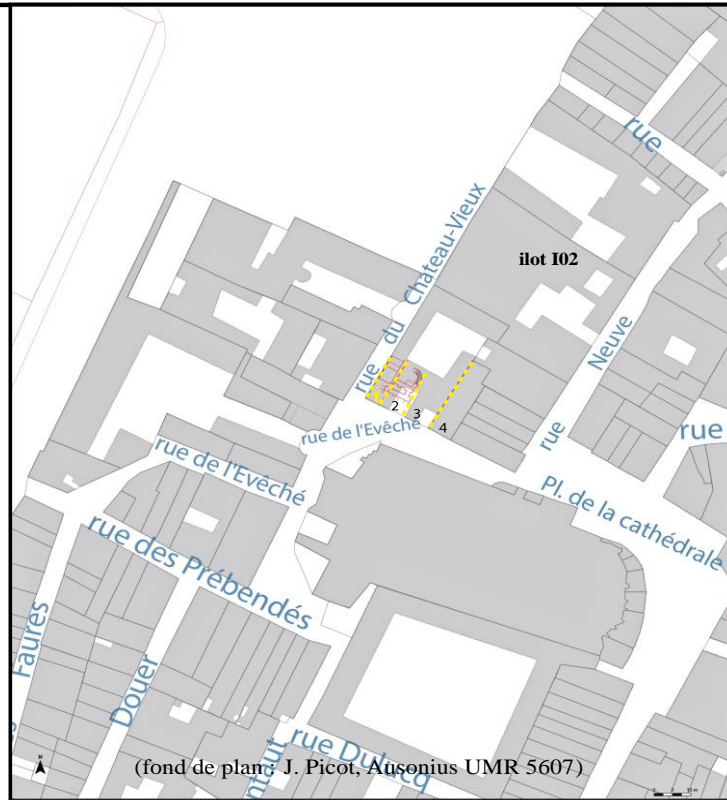 rue
rue du Chateau-Vieux
ilot I02
rue Neuve
2
3
4
rue de l'Evêché
rue
rue de l'Evêché
Pl. de la cathédrale
rue des Prébendés
Faures
Douer
rue Dulucq
(fond de plan : J. Picot, Ausonius UMR 5607)